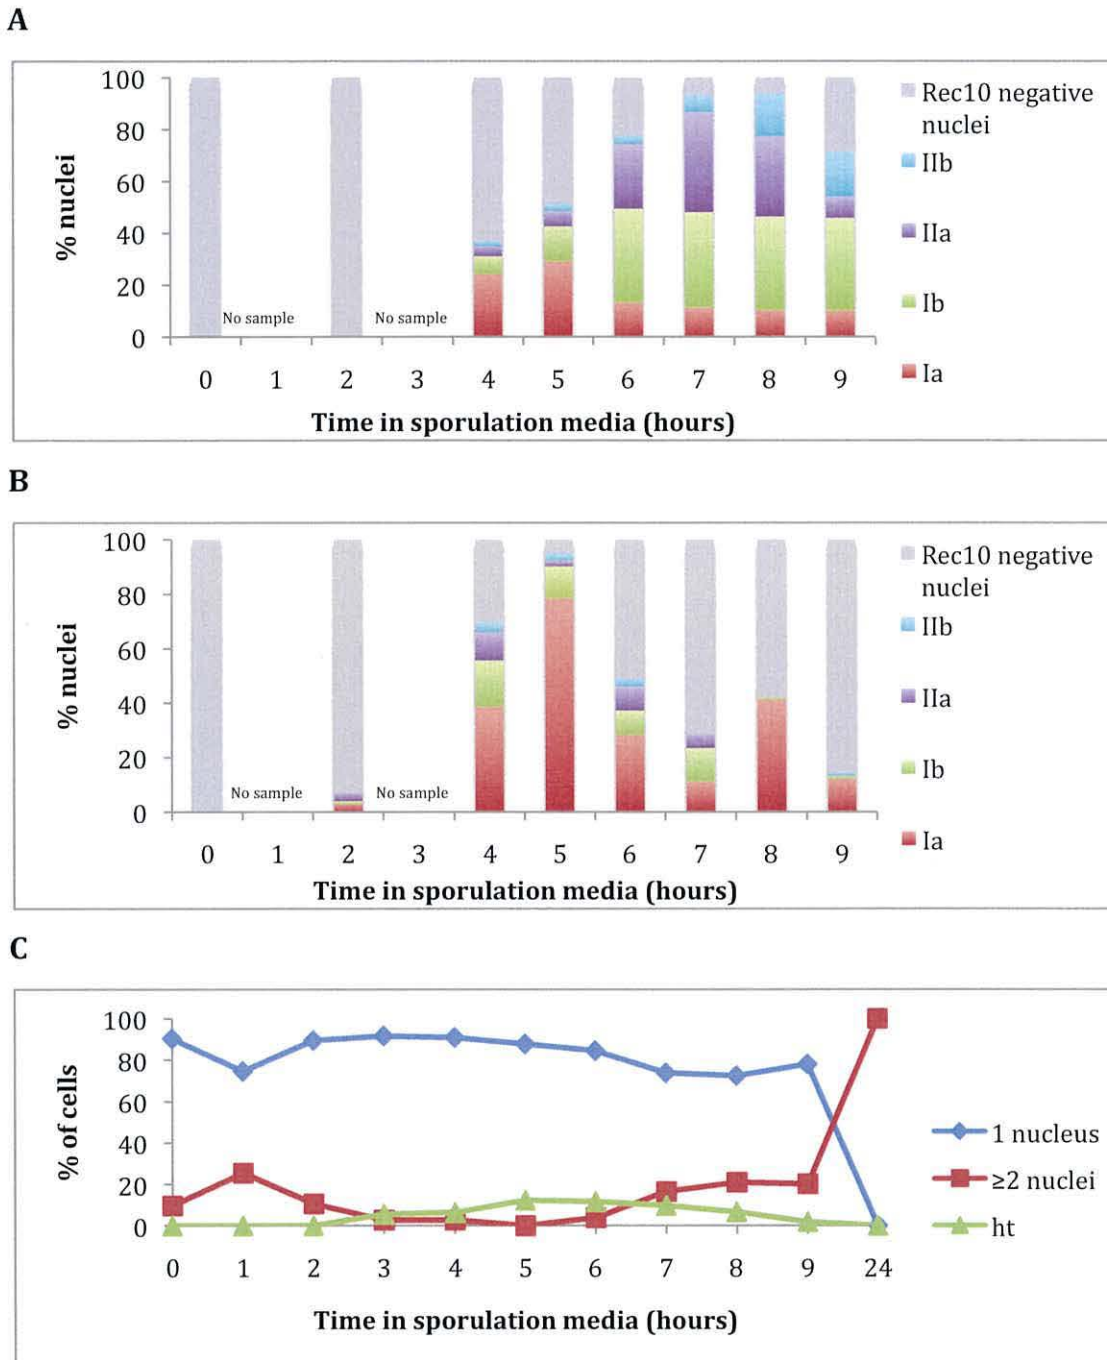 A
100
80
60
40
20
0
% nuclei
No sample
No sample
0 1 2 3 4 5 6 7 8 9
Time in sporulation media (hours)
Rec10 negative
nuclei
IIb
IIa
Ib
Ia
B
100
80
60
40
20
0
% nuclei
No sample
No sample
0 1 2 3 4 5 6 7 8 9
Time in sporulation media (hours)
Rec10 negative
nuclei
IIb
IIa
Ib
Ia
C
100
80
60
40
20
0
% of cells
0 1 2 3 4 5 6 7 8 9 24
Time in sporulation media (hours)
1 nucleus
≥2 nuclei
ht